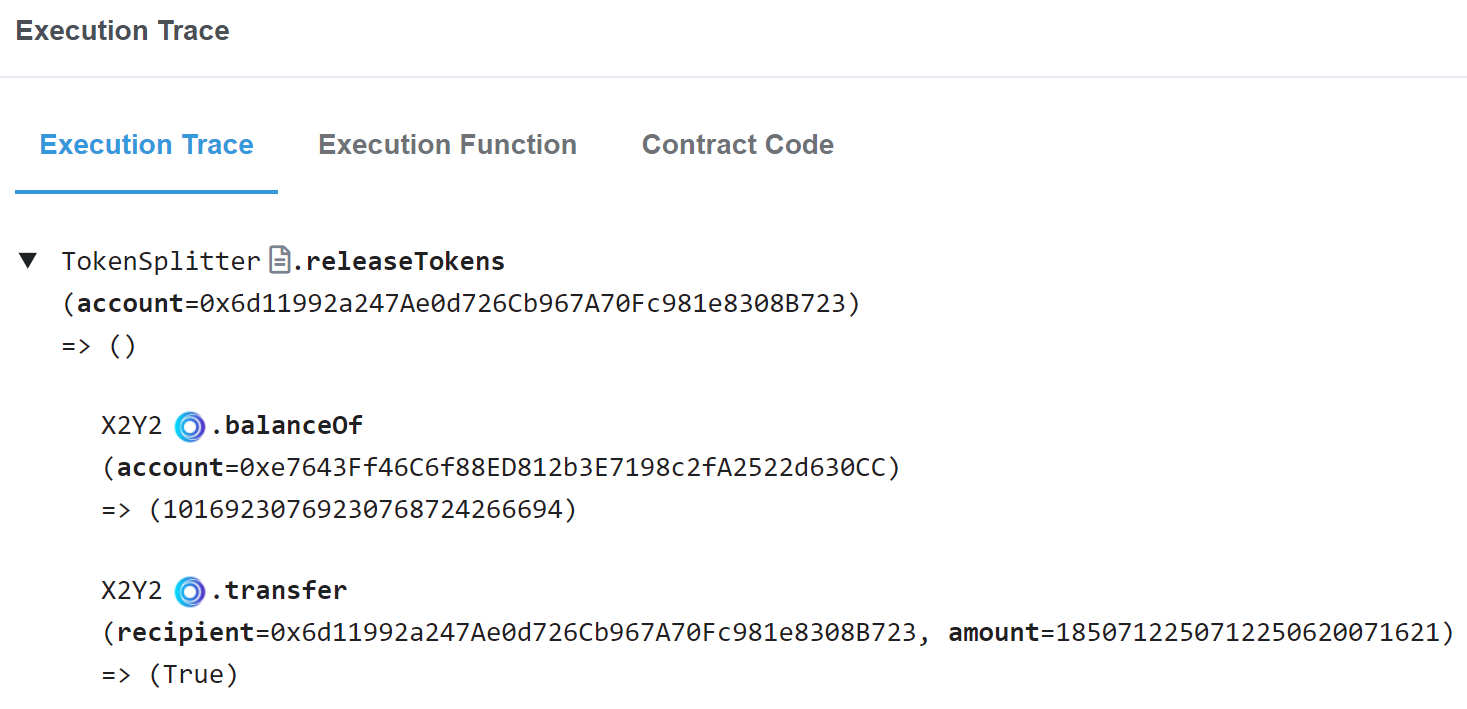 Execution Trace
Execution Trace Execution Function Contract Code
▼ TokenSplitter .releaseTokens
(account=0x6d11992a247Ae0d726Cb967A70Fc981e8308B723)
=> ()
X2Y2 .balanceOf
(account=0xe7643Ff46C6f88ED812b3E7198c2fA2522d630CC)
=> (10169230769230768724266694)
X2Y2 .transfer
(recipient=0x6d11992a247Ae0d726Cb967A70Fc981e8308B723, amount=1850712250712250620071621)
=> (True)